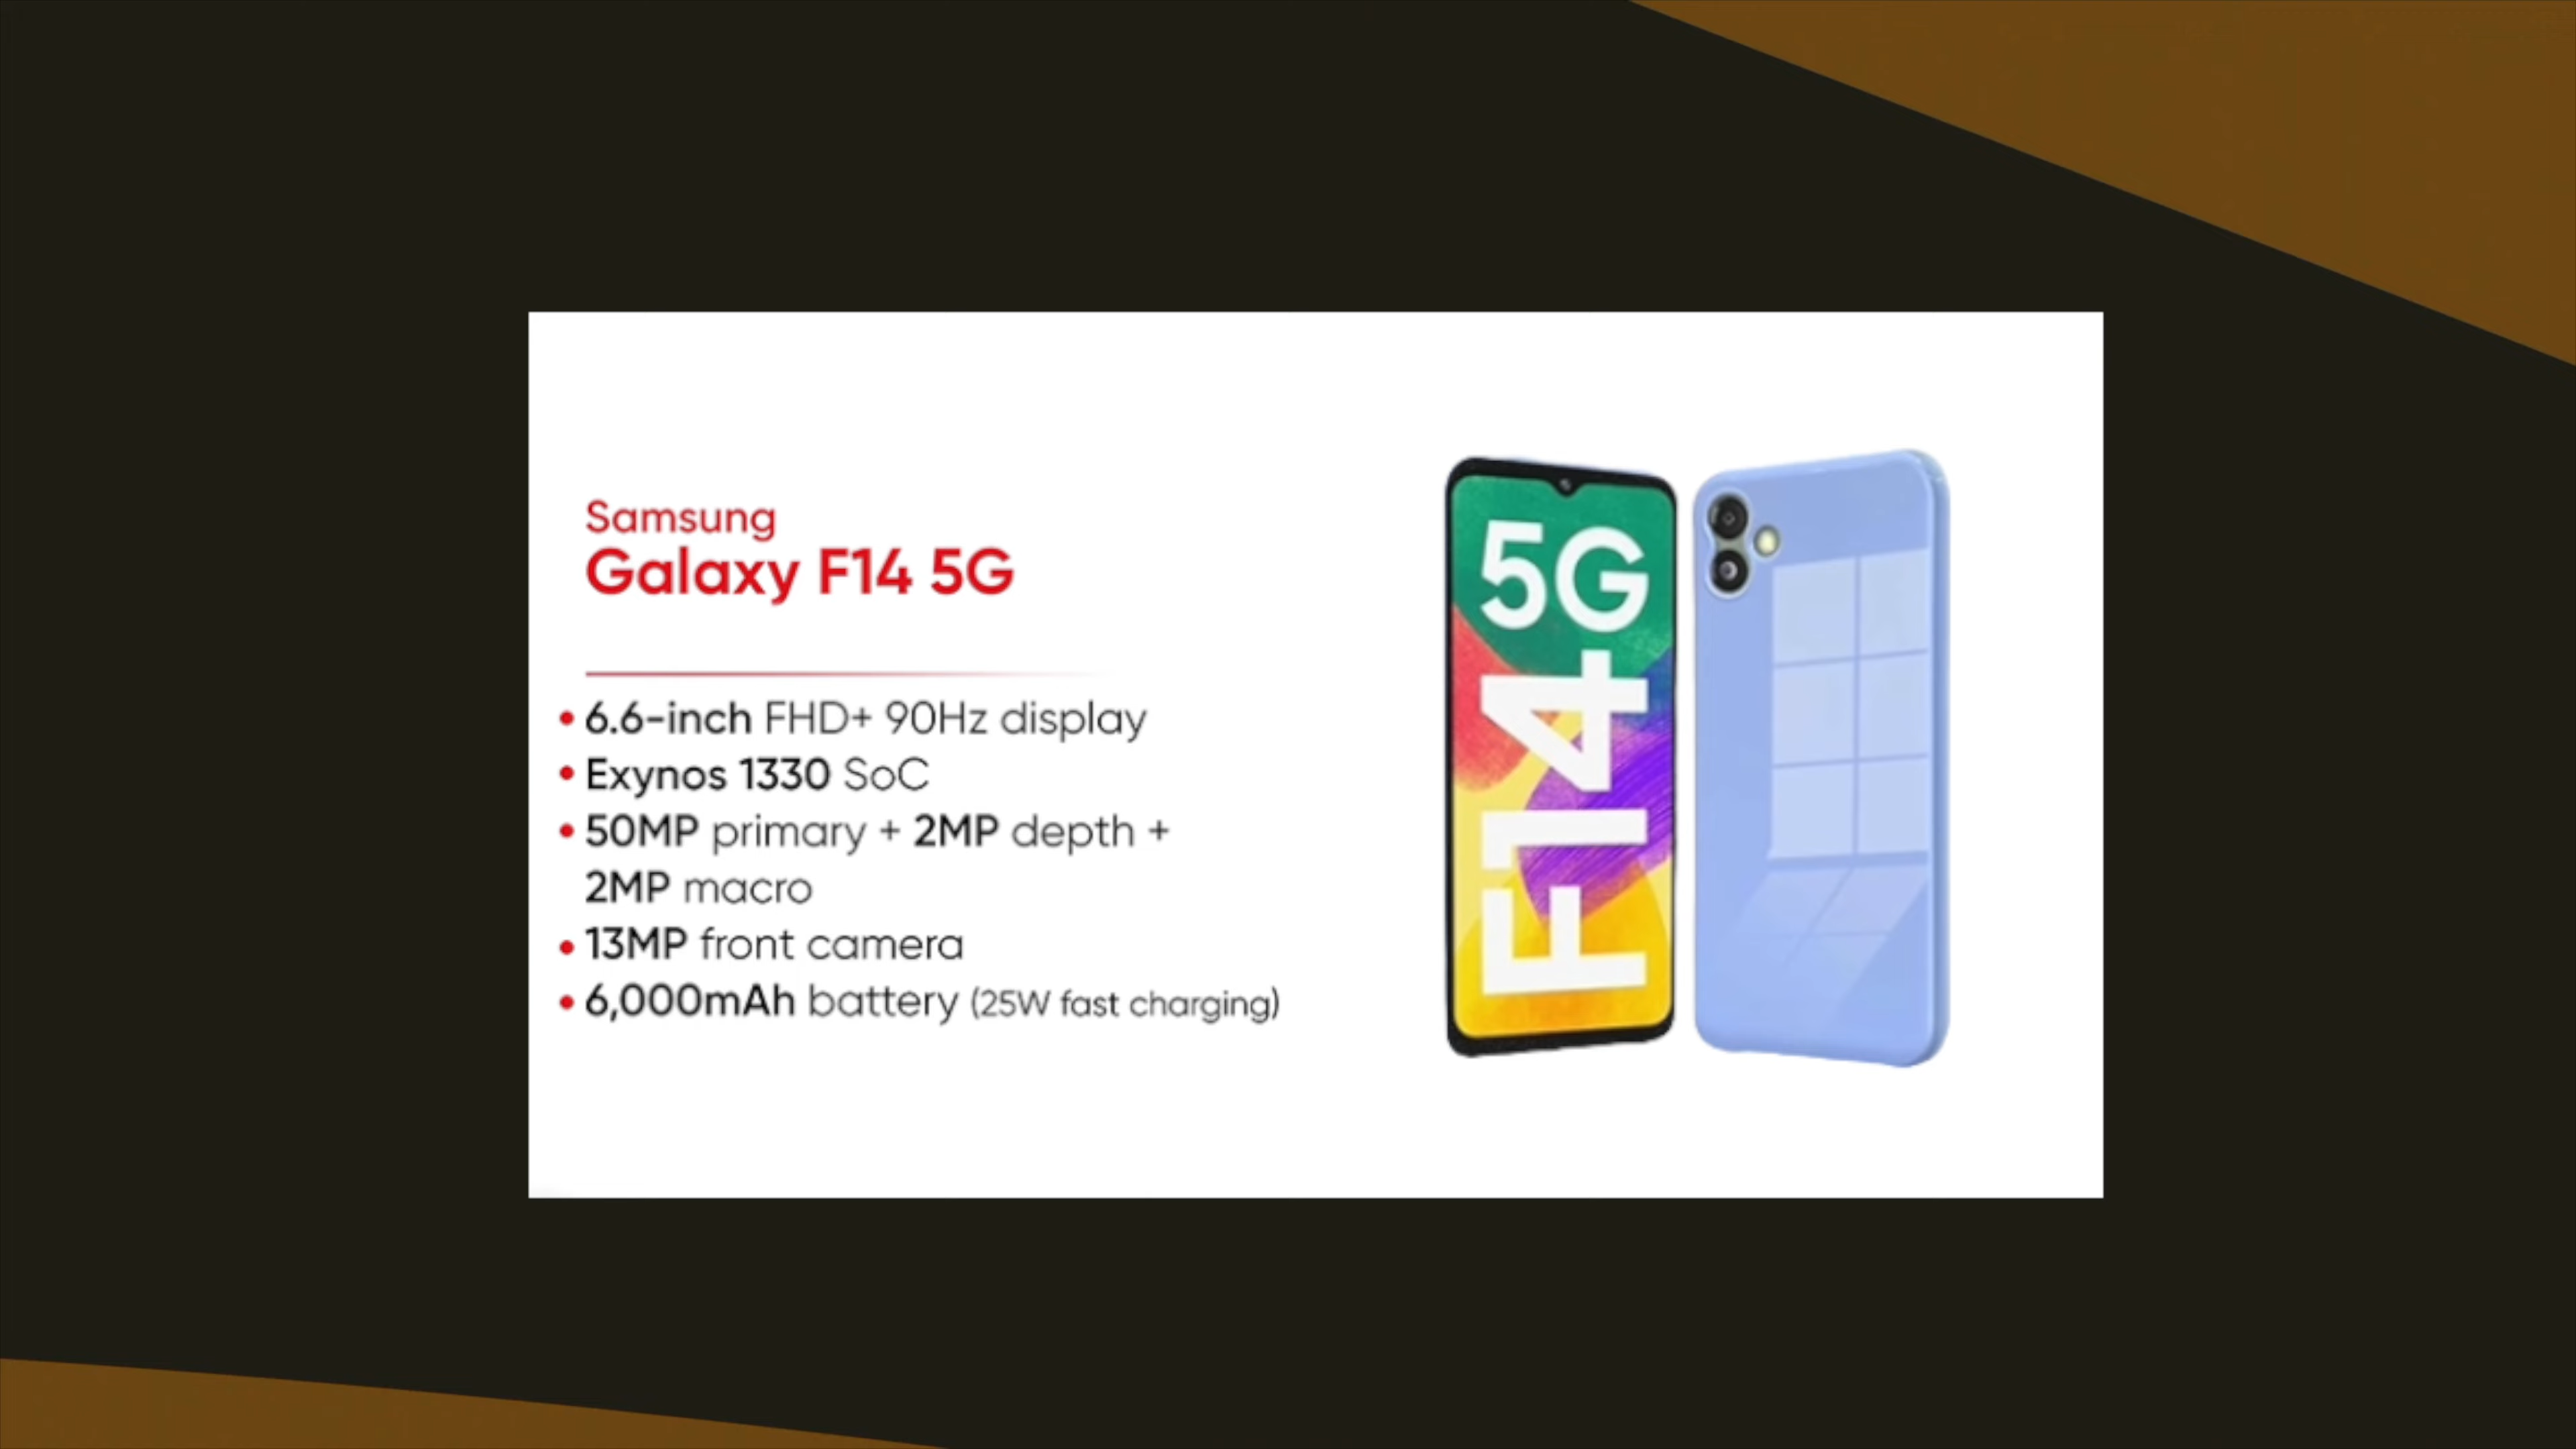 Samsung
Galaxy F14 5G
• 6.6-inch FHD+ 90Hz display
• Exynos 1330 SoC
• 50MP primary + 2MP depth +
2MP macro
• 13MP front camera
• 6,000mAh battery (25W fast charging)
5G
F14